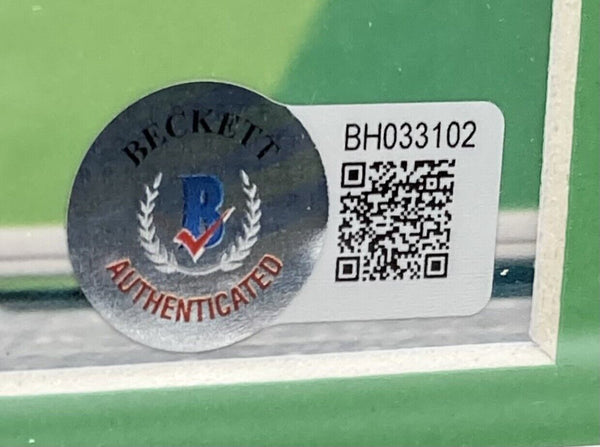 BECKETT
B
AUTHENTICATED
BH033102